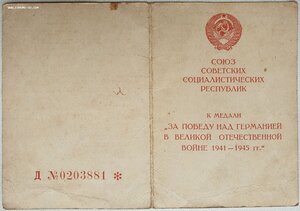 Д №0203881 *
СОЮЗ
СОВЕТСКИХ
СОЦИАЛИСТИЧЕСКИХ
РЕСПУБЛИК
К МЕДАЛИ
„ЗА ПОБЕДУ НАД ГЕРМАНИЕЙ
В ВЕЛИКОЙ ОТЕЧЕСТВЕННОЙ
ВОЙНЕ 1941—1945 гг.“